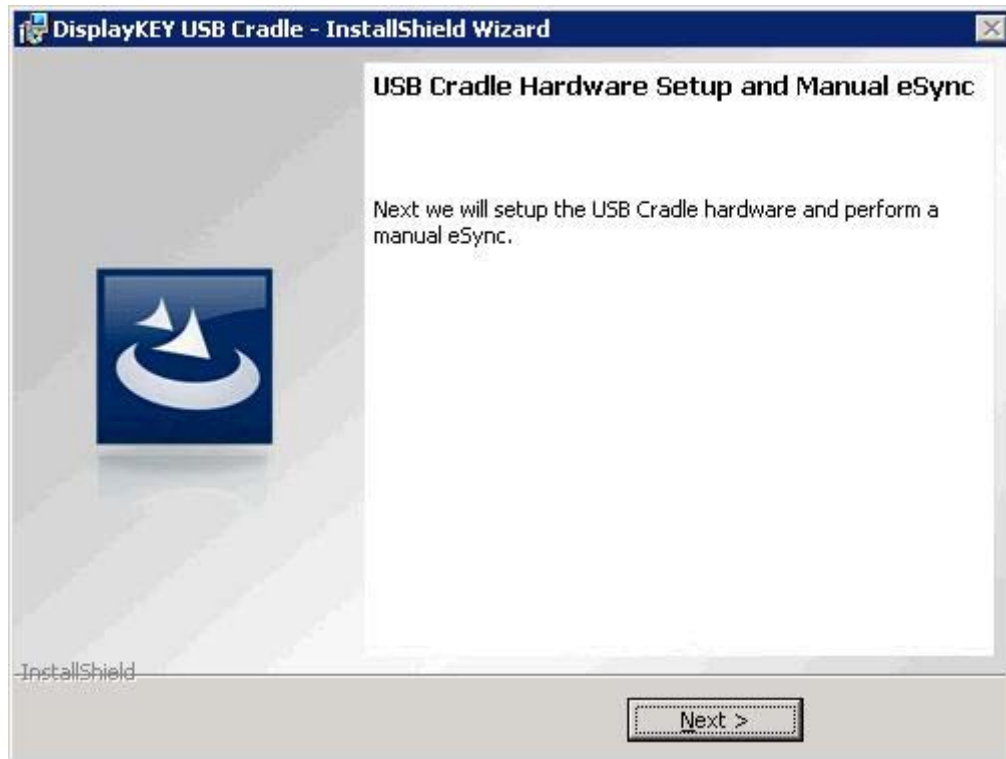 DisplayKEY USB Cradle - InstallShield Wizard
USB Cradle Hardware Setup and Manual eSync
Next we will setup the USB Cradle hardware and perform a
manual eSync.
InstallShield
Next >